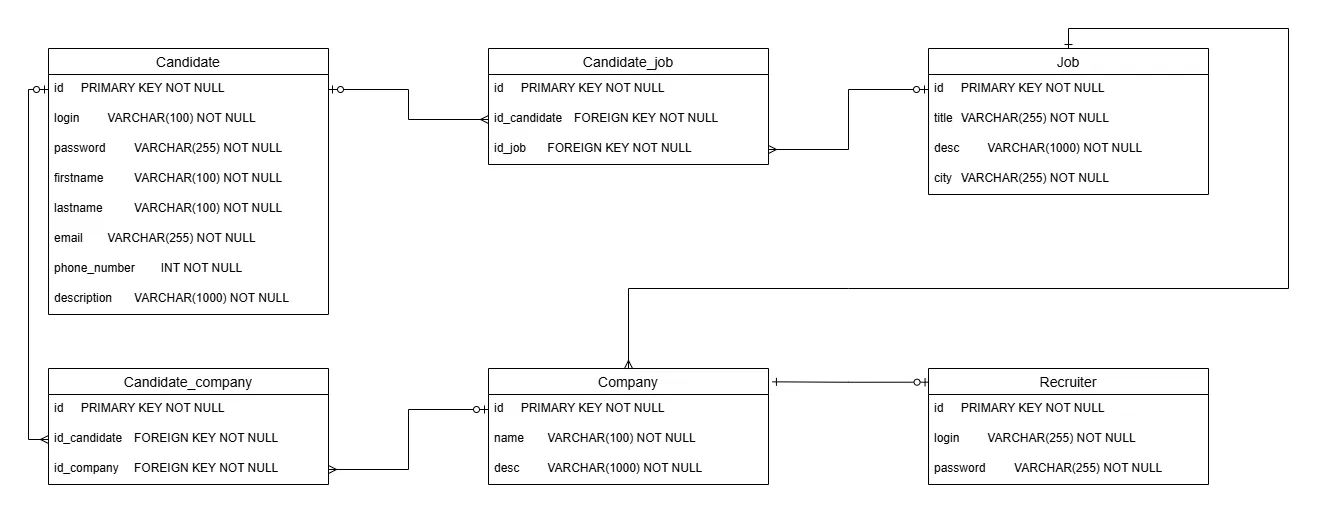 Candidate
id PRIMARY KEY NOT NULL
login VARCHAR(100) NOT NULL
password VARCHAR(255) NOT NULL
firstname VARCHAR(100) NOT NULL
lastname VARCHAR(100) NOT NULL
email VARCHAR(255) NOT NULL
phone_number INT NOT NULL
description VARCHAR(1000) NOT NULL
Candidate_job
id PRIMARY KEY NOT NULL
id_candidate FOREIGN KEY NOT NULL
id_job FOREIGN KEY NOT NULL
Job
id PRIMARY KEY NOT NULL
title VARCHAR(255) NOT NULL
desc VARCHAR(1000) NOT NULL
city VARCHAR(255) NOT NULL
Candidate_company
id PRIMARY KEY NOT NULL
id_candidate FOREIGN KEY NOT NULL
id_company FOREIGN KEY NOT NULL
Company
id PRIMARY KEY NOT NULL
name VARCHAR(100) NOT NULL
desc VARCHAR(1000) NOT NULL
Recruiter
id PRIMARY KEY NOT NULL
login VARCHAR(255) NOT NULL
password VARCHAR(255) NOT NULL